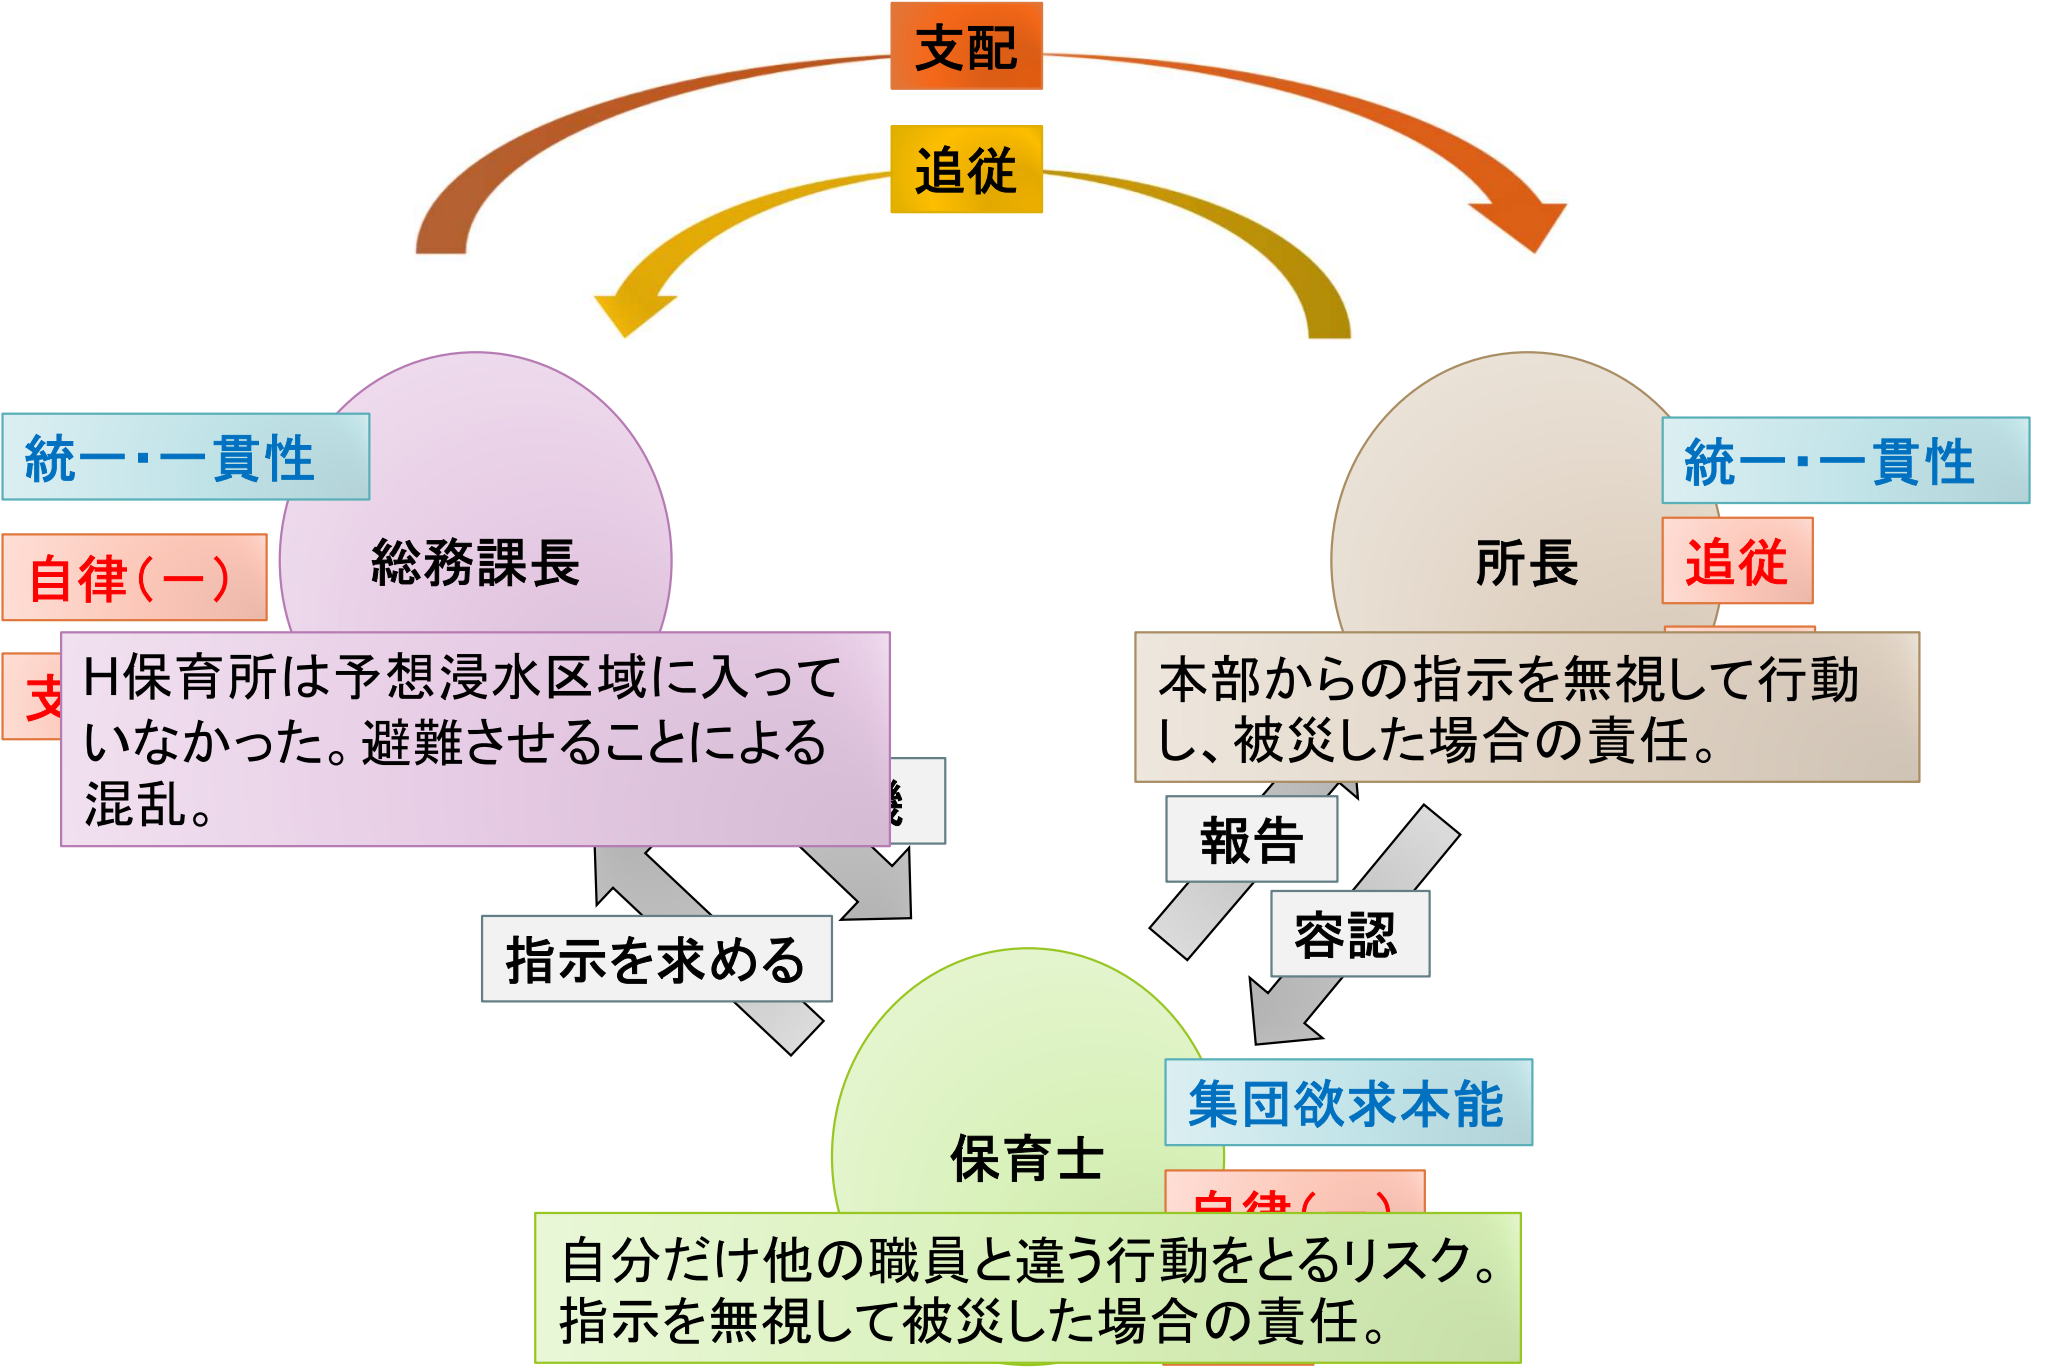 支配
追従
統一・一貫性
統一・一貫性
自律（－）
総務課長
所長
追従
支
H保育所は予想浸水区域に入って
いなかった。避難させることによる
混乱。
本部からの指示を無視して行動
し、被災した場合の責任。
報告
容認
指示を求める
集団欲求本能
保育士
自律（－）
自分だけ他の職員と違う行動をとるリスク。
指示を無視して被災した場合の責任。